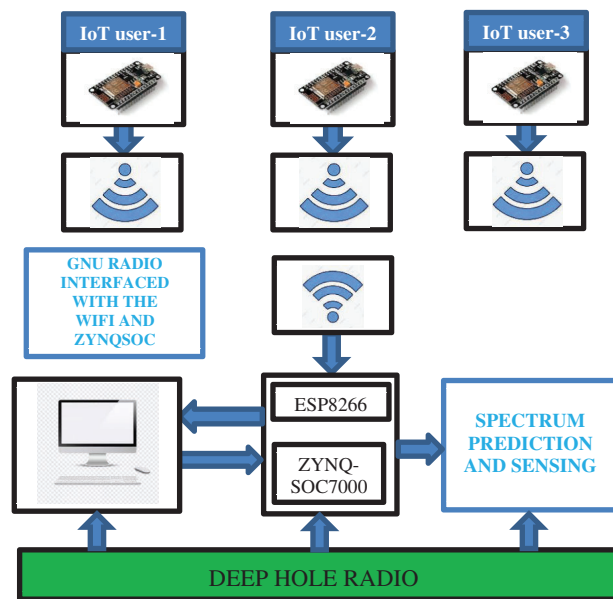 IoT user-1
IoT user-2
IoT user-3
GNU RADIO
INTERFACED
WITH THE
WIFI AND
ZYNQSOC
ESP8266
ZYNQ-
SOC7000
SPECTRUM
PREDICTION
AND SENSING
DEEP HOLE RADIO